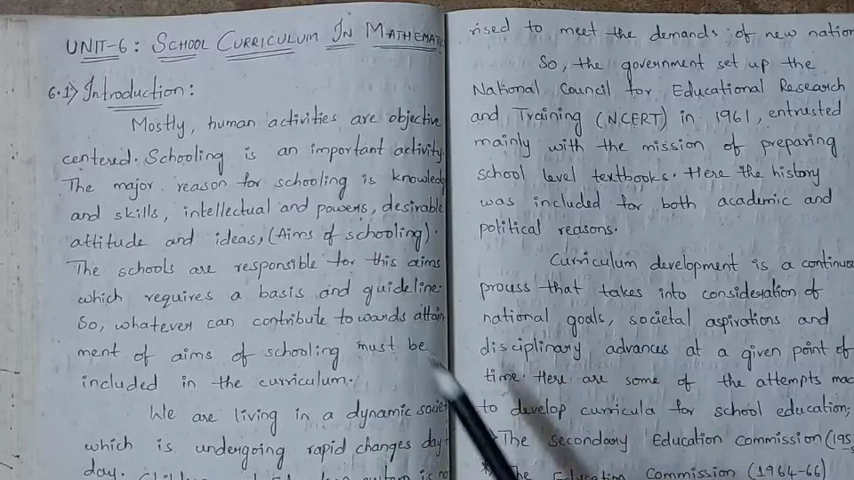 UNIT-6: SCHOOL CURRICULUM IN MATHEMAT
6.1) Introduction:
Mostly, human activities are objective
centered. Schooling is an important activity.
The major reason for schooling is knowled
and skills, intellectual and powers, desirable
attitude and ideas, (Aims of schooling).
The schools are responsible for this aims
which requires a basis and guideline.
So, whatever can contribute towards attain
ment of aims of schooling must be
included in the curriculum.
We are living in a dynamic societ
which is undergoing rapid changes day
day.
is no
rised to meet the demands of new nation
So, the government set up the
National Council for Educational Research
and Training (NCERT) in 1961, entrusted
mainly with the mission of preparing
school level textbooks. Here the history
was included for both academic and
political reasons.
Curriculum development is a continuo
process that takes into consideration of
national goals, societal aspirations and
disciplinary advances at a given point of
time. Here are some of the attempts mad
to develop curricula for school education;
The Secondary Education Commission (195
The Education Commission (1964-66)